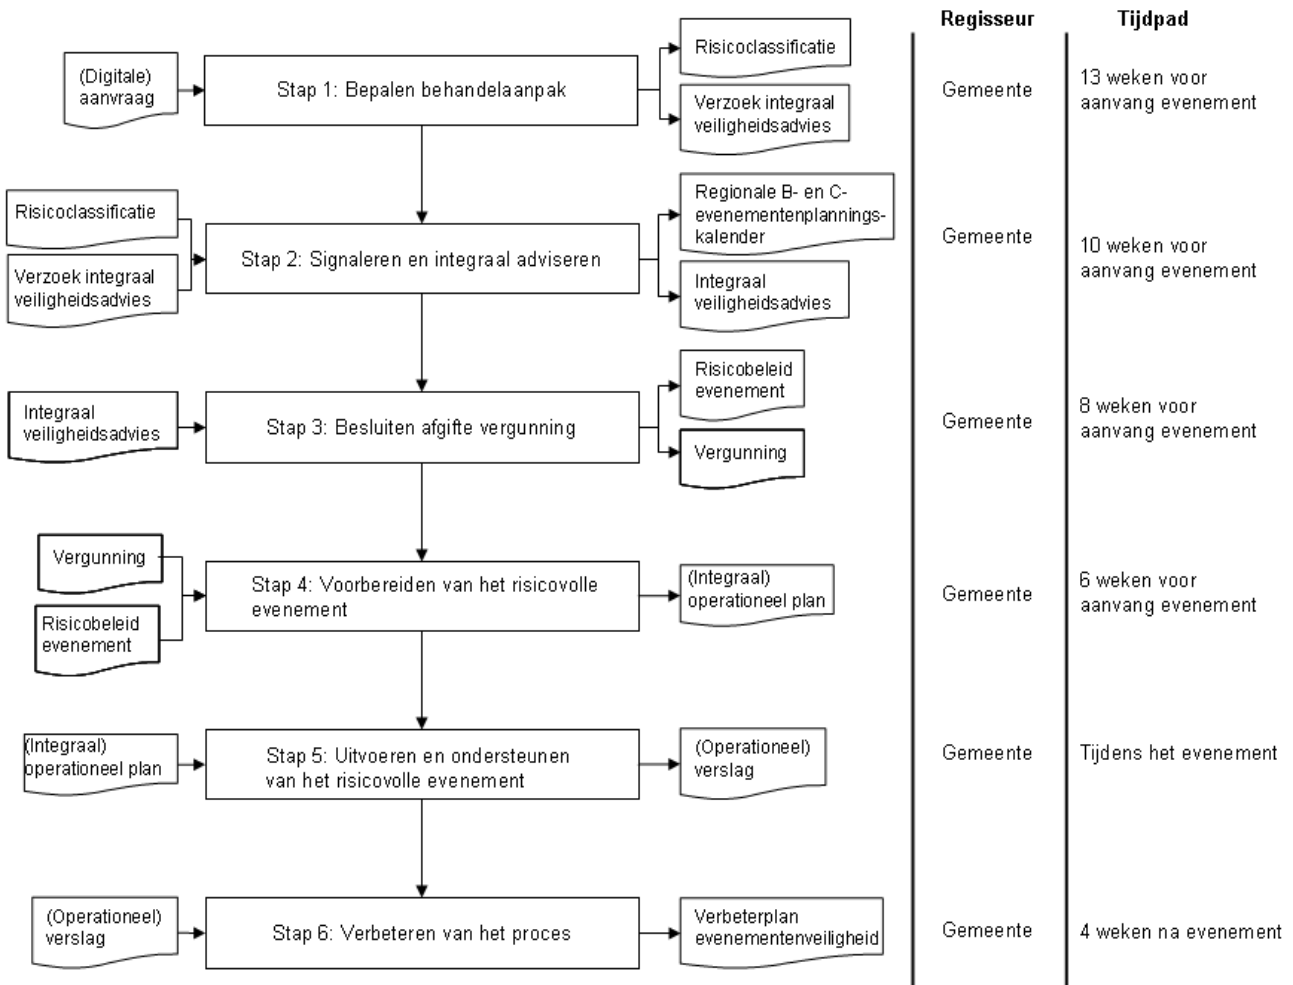 Regisseur
Tijdpad
(Digitale)
aanvraag
Stap 1: Bepalen behandelaanpak
Risicoclassificatie
Verzoek integraal
veiligheidsadvies
Gemeente
13 weken voor
aanvang evenement
Risicoclassificatie
Verzoek integraal
veiligheidsadvies
Stap 2: Signaleren en integraal adviseren
Regionale B- en C-
evenementenplannings-
kalender
Integraal
veiligheidsadvies
Gemeente
10 weken voor
aanvang evenement
Integraal
veiligheidsadvies
Stap 3: Besluiten afgifte vergunning
Risicobeleid
evenement
Vergunning
Gemeente
8 weken voor
aanvang evenement
Vergunning
Risicobeleid
evenement
Stap 4: Voorbereiden van het risicovolle
evenement
(Integraal)
operationeel plan
Gemeente
6 weken voor
aanvang evenement
(Integraal)
operationeel plan
Stap 5: Uitvoeren en ondersteunen
van het risicovolle evenement
(Operationeel)
verslag
Gemeente
Tijdens het evenement
(Operationeel)
verslag
Stap 6: Verbeteren van het proces
Verbeterplan
evenementenveiligheid
Gemeente
4 weken na evenement